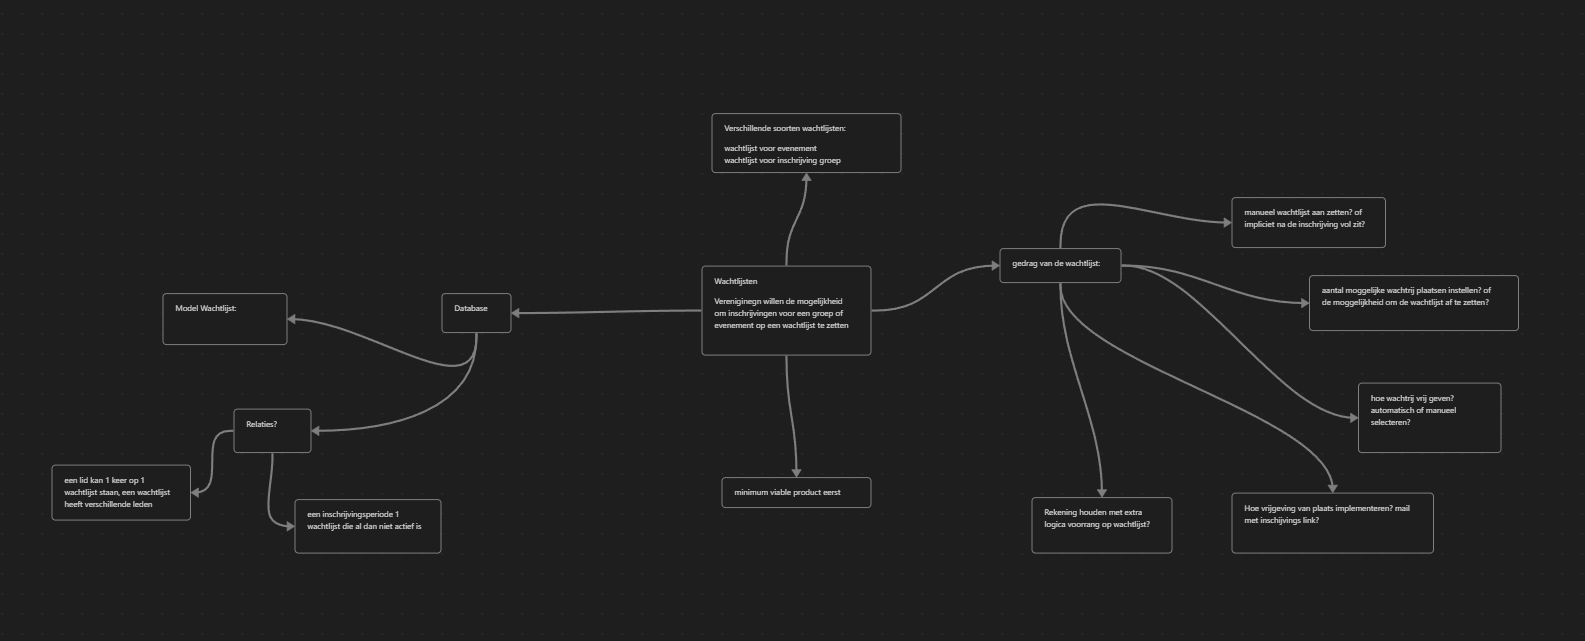 Verschillende soorten wachtlijsten:
wachtlijst voor evenement
wachtlijst voor inschrijving groep
manueel wachtlijst aan zetten? of
impliciet na de inschrijving vol zit?
gedrag van de wachtlijst:
Wachtlijsten
Vereniginegn willen de mogelijkheid
om inschrijvingen voor een groep of
evenement op een wachtlijst te zetten
aantal moggelijke wachtrij plaatsen instellen? of
de moggelijkheid om de wachtlijst af te zetten?
Model Wachtlijst:
Database
hoe wachtrij vrij geven?
automatisch of manueel
selecteren?
Relaties?
een lid kan 1 keer op 1
wachtlijst staan, een wachtlijst
heeft verschillende leden
minimum viable product eerst
een inschrijvingsperiode 1
wachtlijst die al dan niet actief is
Rekening houden met extra
logica voorrang op wachtlijst?
Hoe vrijgeving van plaats implementeren? mail
met inschijvings link?